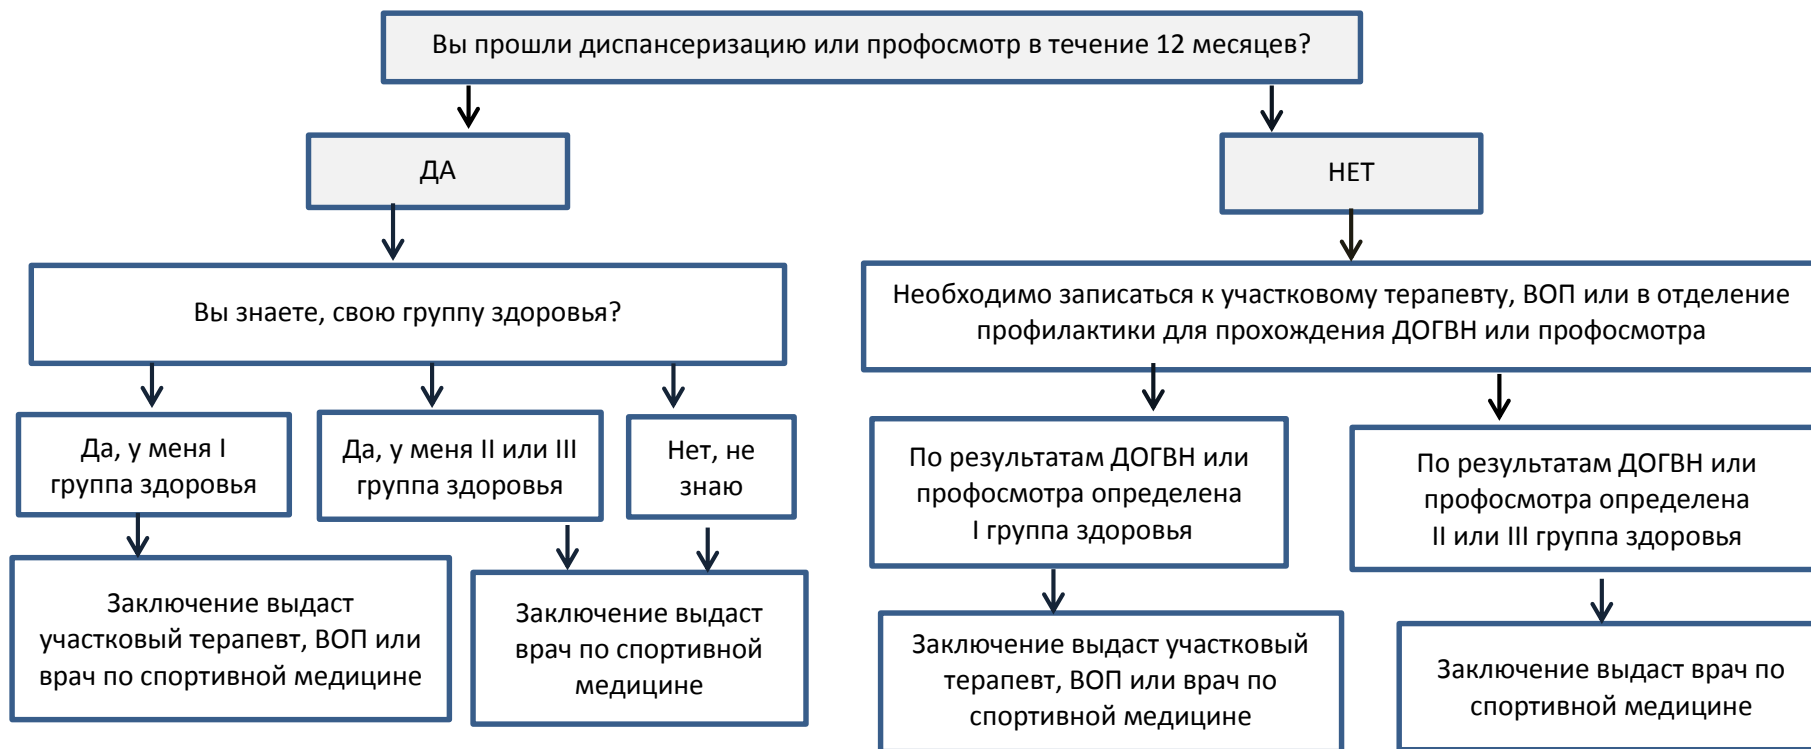 Вы прошли диспансеризацию или профосмотр в течение 12 месяцев?
ДА
НЕТ
Вы знаете, свою группу здоровья?
Необходимо записаться к участковому терапевту, ВОП или в отделение
профилактики для прохождения ДОГВН или профосмотра
Да, у меня I
группа здоровья
Да, у меня II или III
группа здоровья
Нет, не
знаю
По результатам ДОГВН или
профосмотра определена
I группа здоровья
По результатам ДОГВН или
профосмотра определена
II или III группа здоровья
Заключение выдаст
участковый терапевт, ВОП или
врач по спортивной медицине
Заключение выдаст
врач по спортивной
медицине
Заключение выдаст участковый
терапевт, ВОП или врач по
спортивной медицине
Заключение выдаст врач по
спортивной медицине